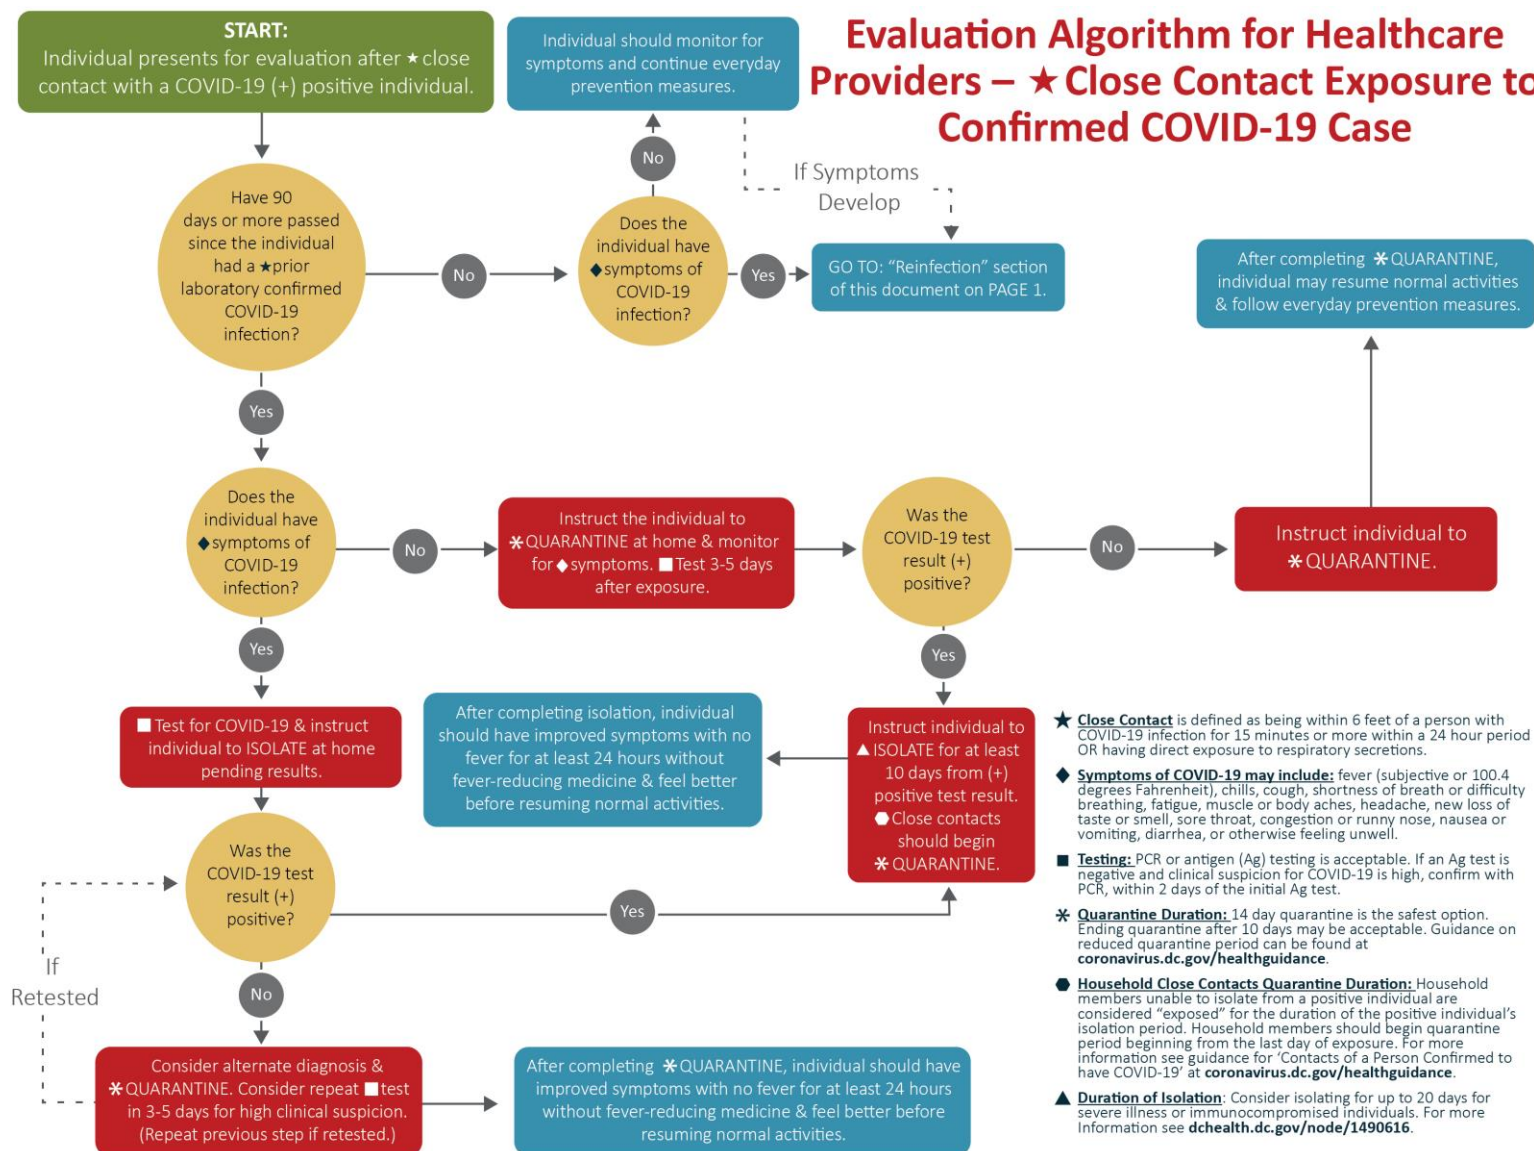 START:
Individual presents for evaluation after ★close
contact with a COVID-19 (+) positive individual.
Individual should monitor for
symptoms and continue everyday
prevention measures.
Evaluation Algorithm for Healthcare
Providers – ★Close Contact Exposure to
Confirmed COVID-19 Case
No
If Symptoms
Develop
Have 90
days or more passed
since the individual
had a ★prior
laboratory confirmed
COVID-19
infection?
No
Does the
individual have
◆symptoms of
COVID-19
infection?
Yes
GO TO: “Reinfection” section
of this document on PAGE 1.
After completing *QUARANTINE,
individual may resume normal activities
& follow everyday prevention measures.
Yes
Does the
individual have
◆symptoms of
COVID-19
infection?
No
Instruct the individual to
*QUARANTINE at home & monitor
for ◆symptoms. ■Test 3-5 days
after exposure.
Was the
COVID-19 test
result (+)
positive?
No
Instruct individual to
*QUARANTINE.
Yes
Yes
■Test for COVID-19 & instruct
individual to ISOLATE at home
pending results.
After completing isolation, individual
should have improved symptoms with no
fever for at least 24 hours without
fever-reducing medicine & feel better
before resuming normal activities.
Instruct individual to
▲ISOLATE for at least
10 days from (+)
positive test result.
⬣Close contacts
should begin
*QUARANTINE.
Was the
COVID-19 test
result (+)
positive?
Yes
If
Retested
No
Consider alternate diagnosis &
*QUARANTINE. Consider repeat ■test
in 3-5 days for high clinical suspicion.
(Repeat previous step if retested.)
After completing *QUARANTINE, individual should have
improved symptoms with no fever for at least 24 hours
without fever-reducing medicine & feel better before
resuming normal activities.
★ Close Contact is defined as being within 6 feet of a person with
COVID-19 infection for 15 minutes or more within a 24 hour period
OR having direct exposure to respiratory secretions.
◆ Symptoms of COVID-19 may include: fever (subjective or 100.4
degrees Fahrenheit), chills, cough, shortness of breath or difficulty
breathing, fatigue, muscle or body aches, headache, new loss of
taste or smell, sore throat, congestion or runny nose, nausea or
vomiting, diarrhea, or otherwise feeling unwell.
■ Testing: PCR or antigen (Ag) testing is acceptable. If an Ag test is
negative and clinical suspicion for COVID-19 is high, confirm with
PCR, within 2 days of the initial Ag test.
* Quarantine Duration: 14 day quarantine is the safest option.
Ending quarantine after 10 days may be acceptable. Guidance on
reduced quarantine period can be found at
coronavirus.dc.gov/healthguidance.
⬣ Household Close Contacts Quarantine Duration: Household
members unable to isolate from a positive individual are
considered “exposed” for the duration of the positive individual’s
isolation period. Household members should begin quarantine
period beginning from the last day of exposure. For more
information see guidance for ‘Contacts of a Person Confirmed to
have COVID-19’ at coronavirus.dc.gov/healthguidance.
▲ Duration of Isolation: Consider isolating for up to 20 days for
severe illness or immunocompromised individuals. For more
Information see dchealth.dc.gov/node/1490616.